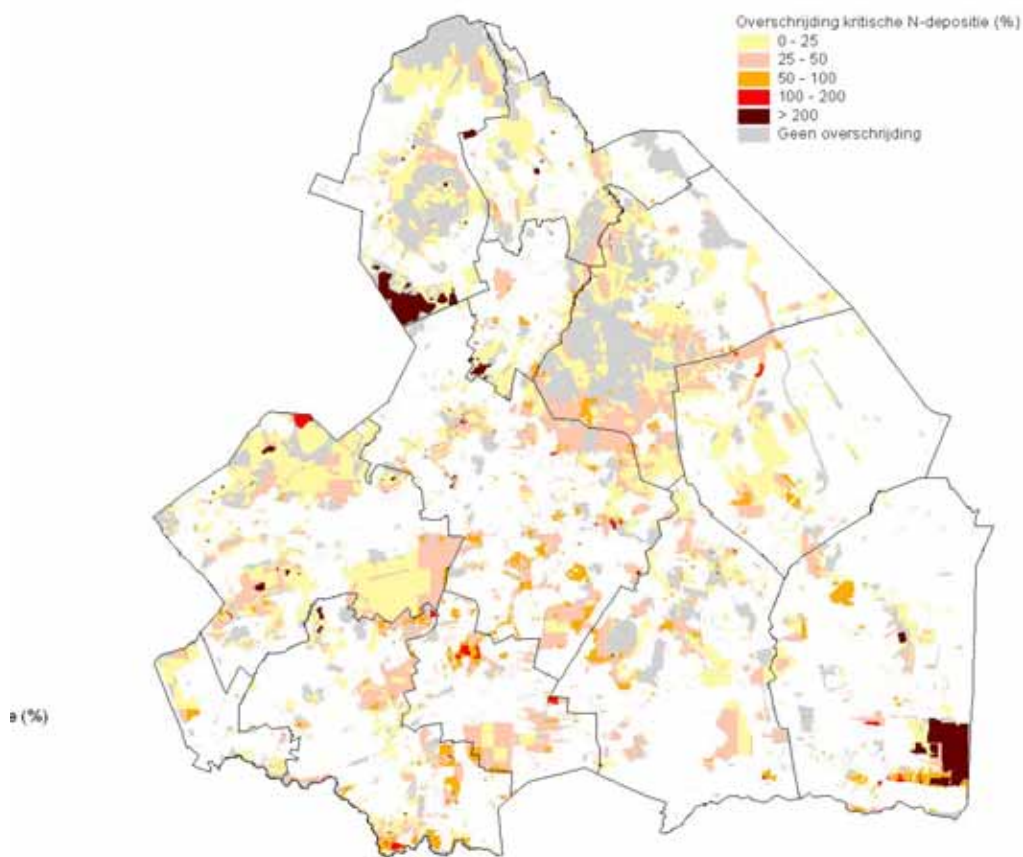 Overschrijding kritische N-depositie (%)
0 - 25
25 - 50
50 - 100
100 - 200
> 200
Geen overschrijding
e (%)